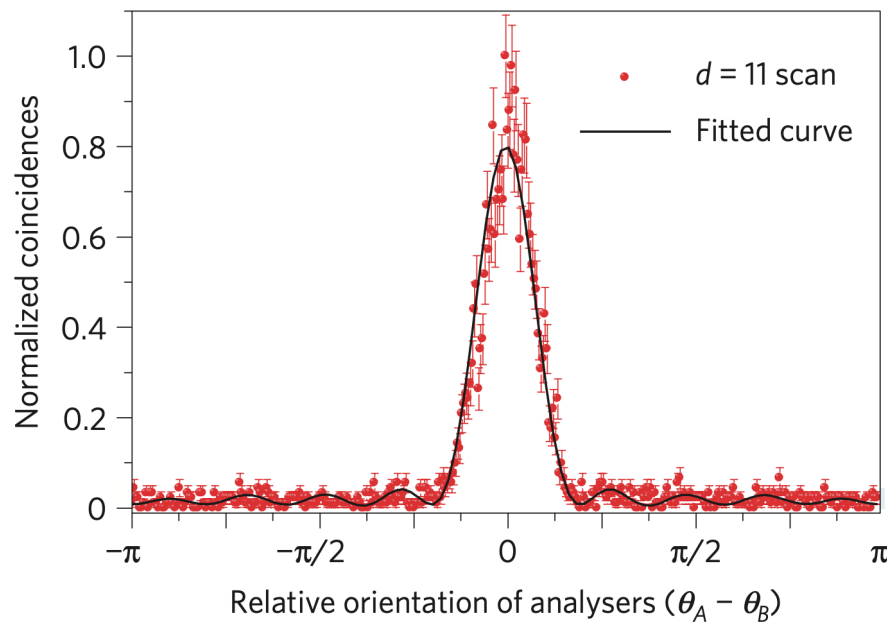 Normalized coincidences
1.0
0.8
0.6
0.4
0.2
0
d = 11 scan
Fitted curve
−π
−π/2
0
π/2
π
Relative orientation of analysers (θA − θB)